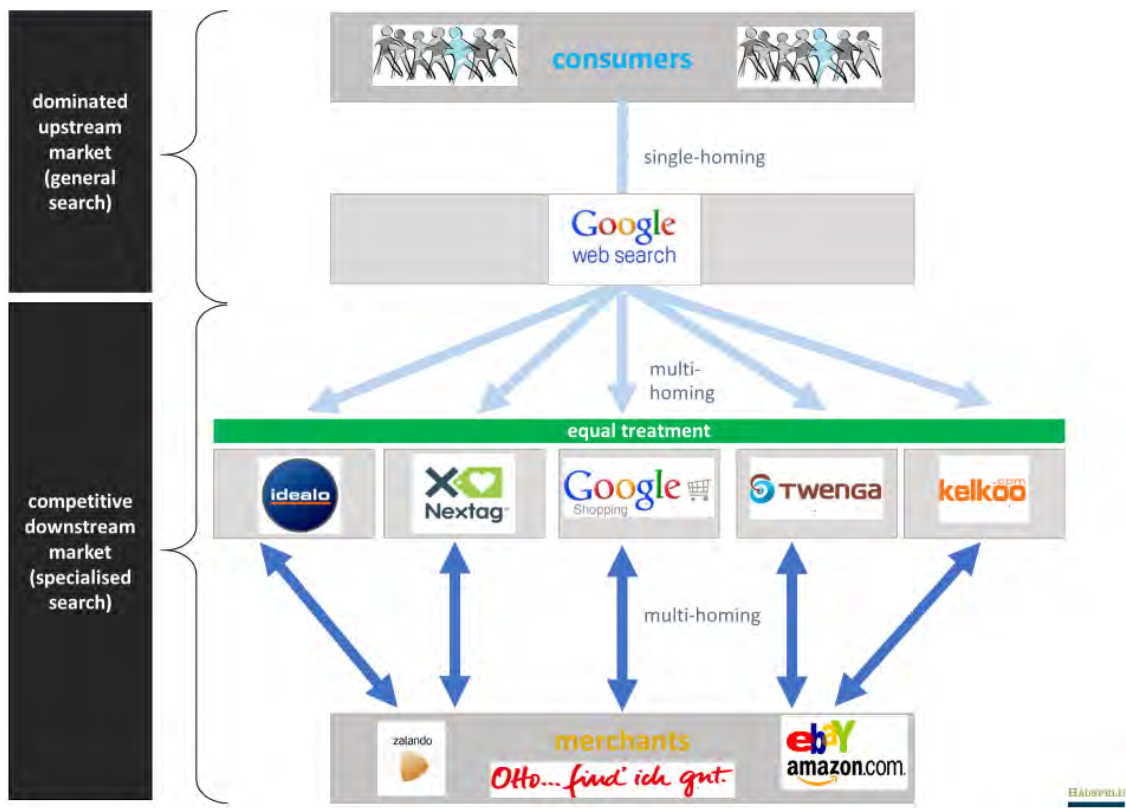 consumers
dominated
upstream
market
(general
search)
single-homing
Google
web search
multi-
homing
equal treatment
competitive
downstream
market
(specialised
search)
idealo
Nextag
Google
Shopping
TWENGA
kelkoo
.com
multi-homing
zalando
merchants
Otto... find' ich gut.
ebay
amazon.com.
HAUSFELD